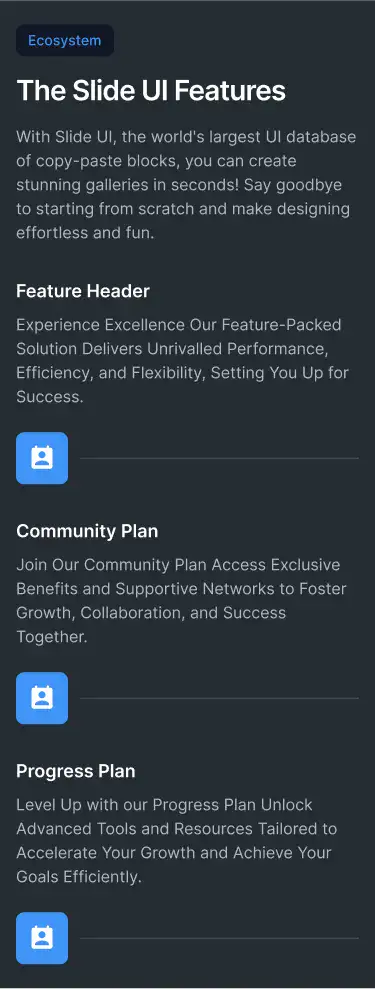 Ecosystem
The Slide UI Features
With Slide UI, the world's largest UI database
of copy-paste blocks, you can create
stunning galleries in seconds! Say goodbye
to starting from scratch and make designing
effortless and fun.
Feature Header
Experience Excellence Our Feature-Packed
Solution Delivers Unrivalled Performance,
Efficiency, and Flexibility, Setting You Up for
Success.
Community Plan
Join Our Community Plan Access Exclusive
Benefits and Supportive Networks to Foster
Growth, Collaboration, and Success
Together.
Progress Plan
Level Up with our Progress Plan Unlock
Advanced Tools and Resources Tailored to
Accelerate Your Growth and Achieve Your
Goals Efficiently.